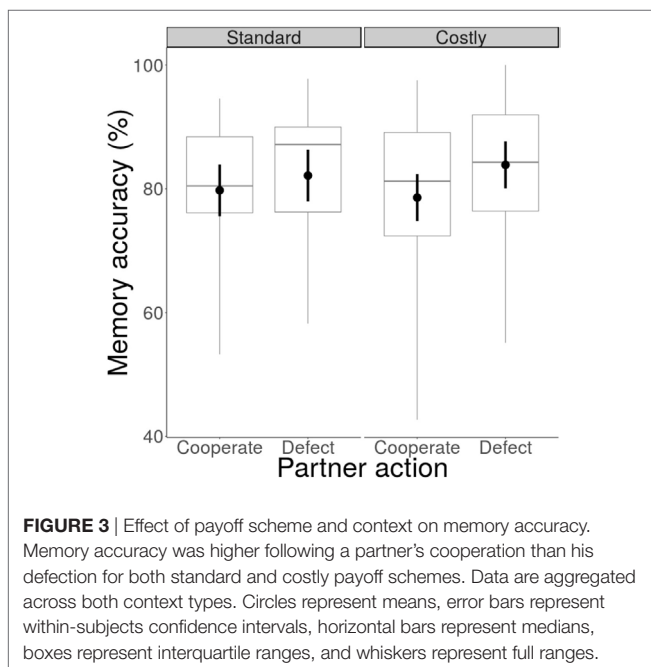 Standard Costly
Memory accuracy (%)
100
80
60
40
Cooperate Defect Cooperate Defect
Partner action
FIGURE 3 | Effect of payoff scheme and context on memory accuracy.
Memory accuracy was higher following a partner's cooperation than his
defection for both standard and costly payoff schemes. Data are aggregated
across both context types. Circles represent means, error bars represent
within-subjects confidence intervals, horizontal bars represent medians,
boxes represent interquartile ranges, and whiskers represent full ranges.